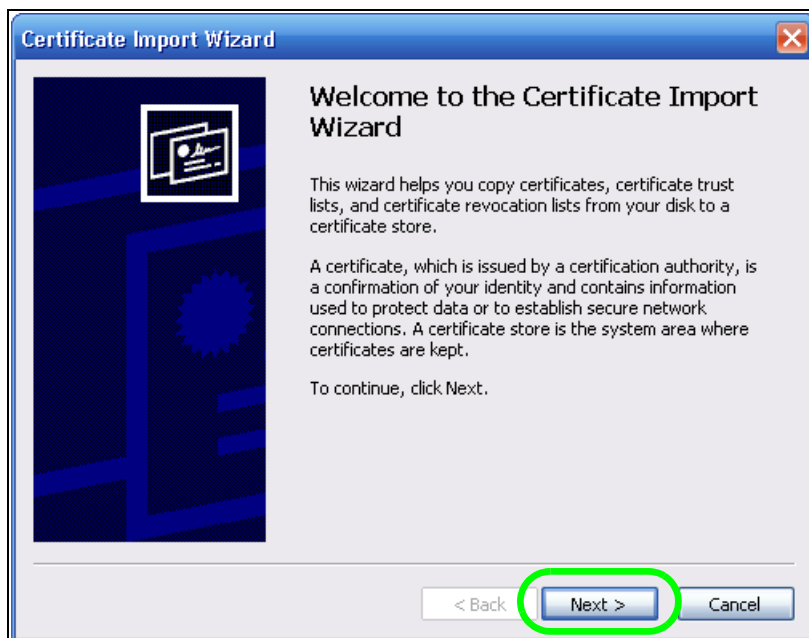 Certificate Import Wizard
Welcome to the Certificate Import
Wizard
This wizard helps you copy certificates, certificate trust
lists, and certificate revocation lists from your disk to a
certificate store.
A certificate, which is issued by a certification authority, is
a confirmation of your identity and contains information
used to protect data or to establish secure network
connections. A certificate store is the system area where
certificates are kept.
To continue, click Next.
< Back
Next >
Cancel